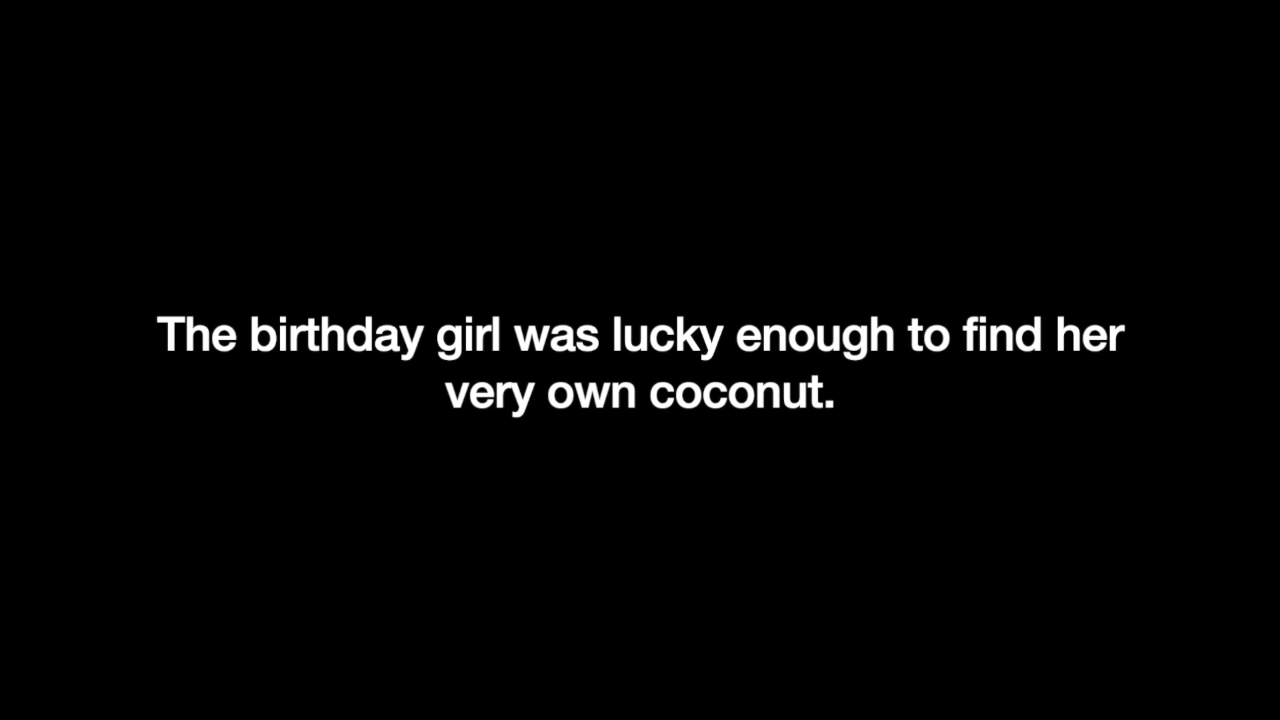 The birthday girl was lucky enough to find her
very own coconut.